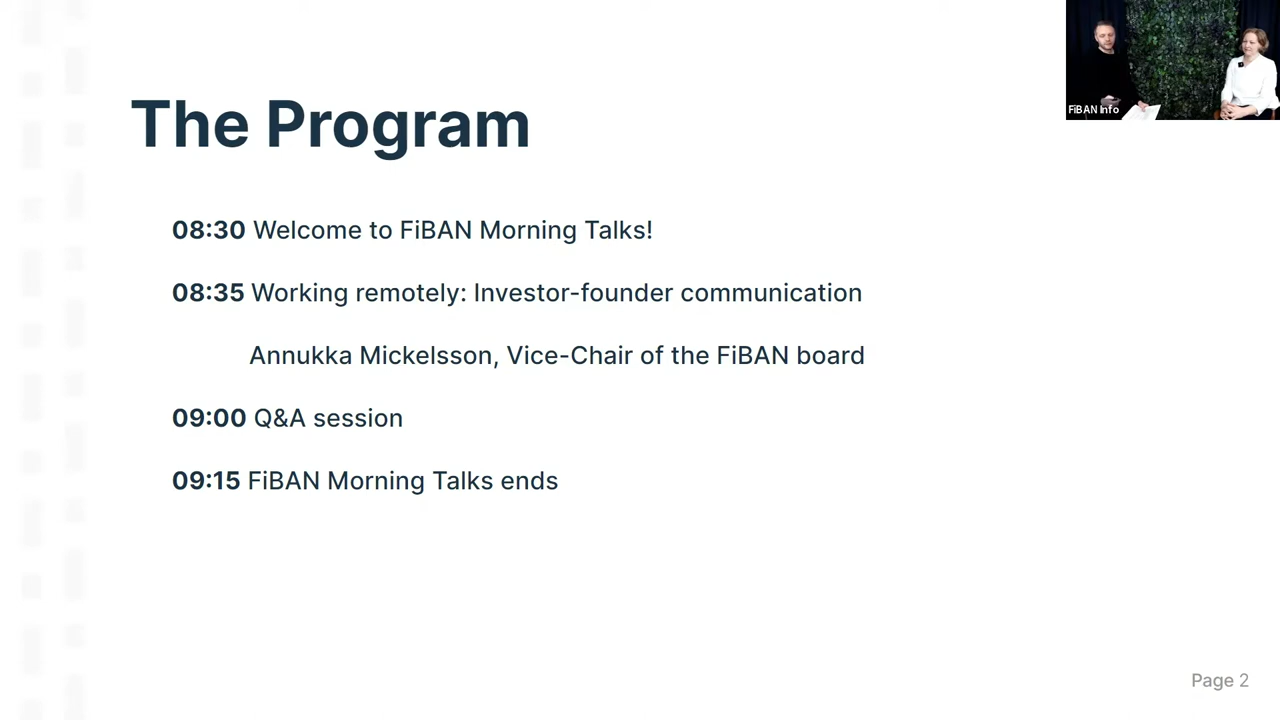 The Program
08:30 Welcome to FiBAN Morning Talks!
08:35 Working remotely: Investor-founder communication
Annukka Mickelsson, Vice-Chair of the FiBAN board
09:00 Q&A session
09:15 FiBAN Morning Talks ends
FiBAN Info
Page 2